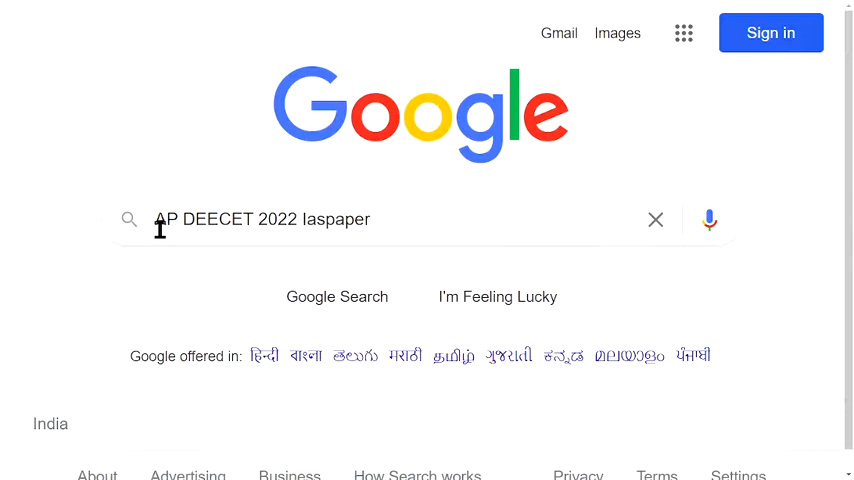 Gmail Images Sign in
Google
AP DEECET 2022 Iaspaper
Google Search I'm Feeling Lucky
Google offered in: हिन्दी বাংলা తెలుగు मराठी தமிழ் ગુજરાતી ಕನ್ನಡ മലയാളം ਪੰਜਾਬੀ
India
About Advertising Business How Search works Privacy Terms Settings